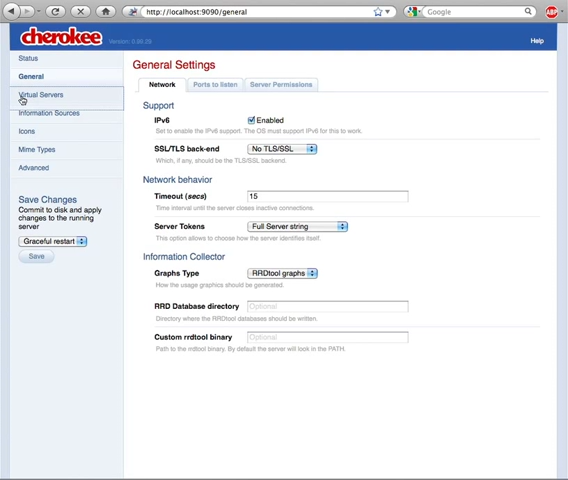 http://localhost:9090/general
Google
ABP
cherokee
Version: 0.99.29
Help
Status
General
Virtual Servers
Information Sources
Icons
Mime Types
Advanced
Save Changes
Commit to disk and apply
changes to the running
server
Graceful restart
Save
General Settings
Network
Ports to listen
Server Permissions
Support
IPv6
Enabled
Set to enable the IPv6 support. The OS must support IPv6 for this to work.
SSL/TLS back-end
No TLS/SSL
Which, if any, should be the TLS/SSL backend.
Network behavior
Timeout (secs)
15
Time interval until the server closes inactive connections.
Server Tokens
Full Server string
This option allows to choose how the server identifies itself.
Information Collector
Graphs Type
RRDtool graphs
How the usage graphics should be generated.
RRD Database directory
Optional
Directory where the RRDtool databases should be written.
Custom rrdtool binary
Optional
Path to the rrdtool binary. By default the server will look in the PATH.